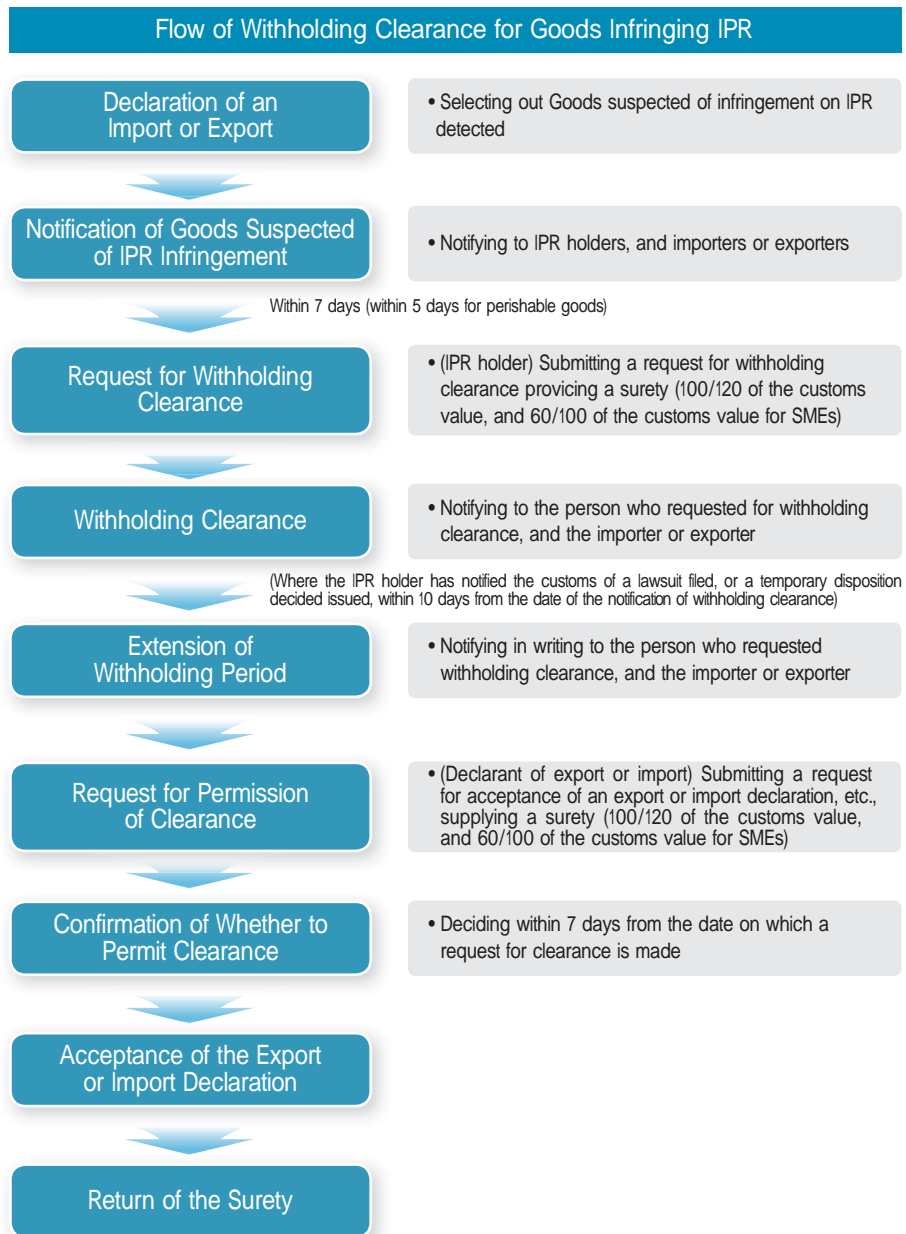 Flow of Withholding Clearance for Goods Infringing IPR
Declaration of an
Import or Export
• Selecting out Goods suspected of infringement on IPR
detected
Notification of Goods Suspected
of IPR Infringement
• Notifying to IPR holders, and importers or exporters
Within 7 days (within 5 days for perishable goods)
Request for Withholding
Clearance
• (IPR holder) Submitting a request for withholding
clearance provicing a surety (100/120 of the customs
value, and 60/100 of the customs value for SMEs)
Withholding Clearance
• Notifying to the person who requested for withholding
clearance, and the importer or exporter
(Where the IPR holder has notified the customs of a lawsuit filed, or a temporary disposition
decided issued, within 10 days from the date of the notification of withholding clearance)
Extension of
Withholding Period
• Notifying in writing to the person who requested
withholding clearance, and the importer or exporter
Request for Permission
of Clearance
• (Declarant of export or import) Submitting a request
for acceptance of an export or import declaration, etc.,
supplying a surety (100/120 of the customs value,
and 60/100 of the customs value for SMEs)
Confirmation of Whether to
Permit Clearance
• Deciding within 7 days from the date on which a
request for clearance is made
Acceptance of the Export
or Import Declaration
Return of the Surety